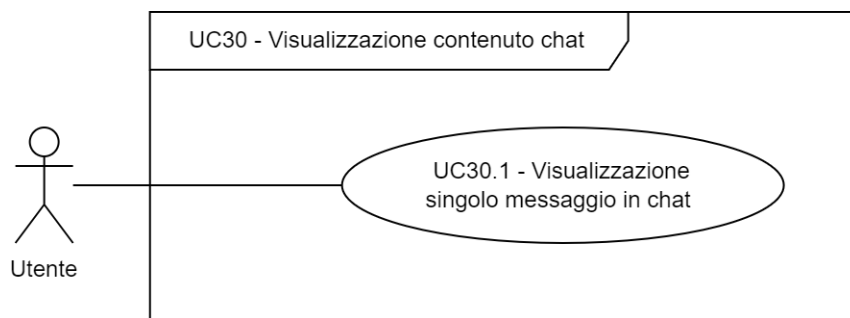 UC30 - Visualizzazione contenuto chat
UC30.1 - Visualizzazione
singolo messaggio in chat
Utente